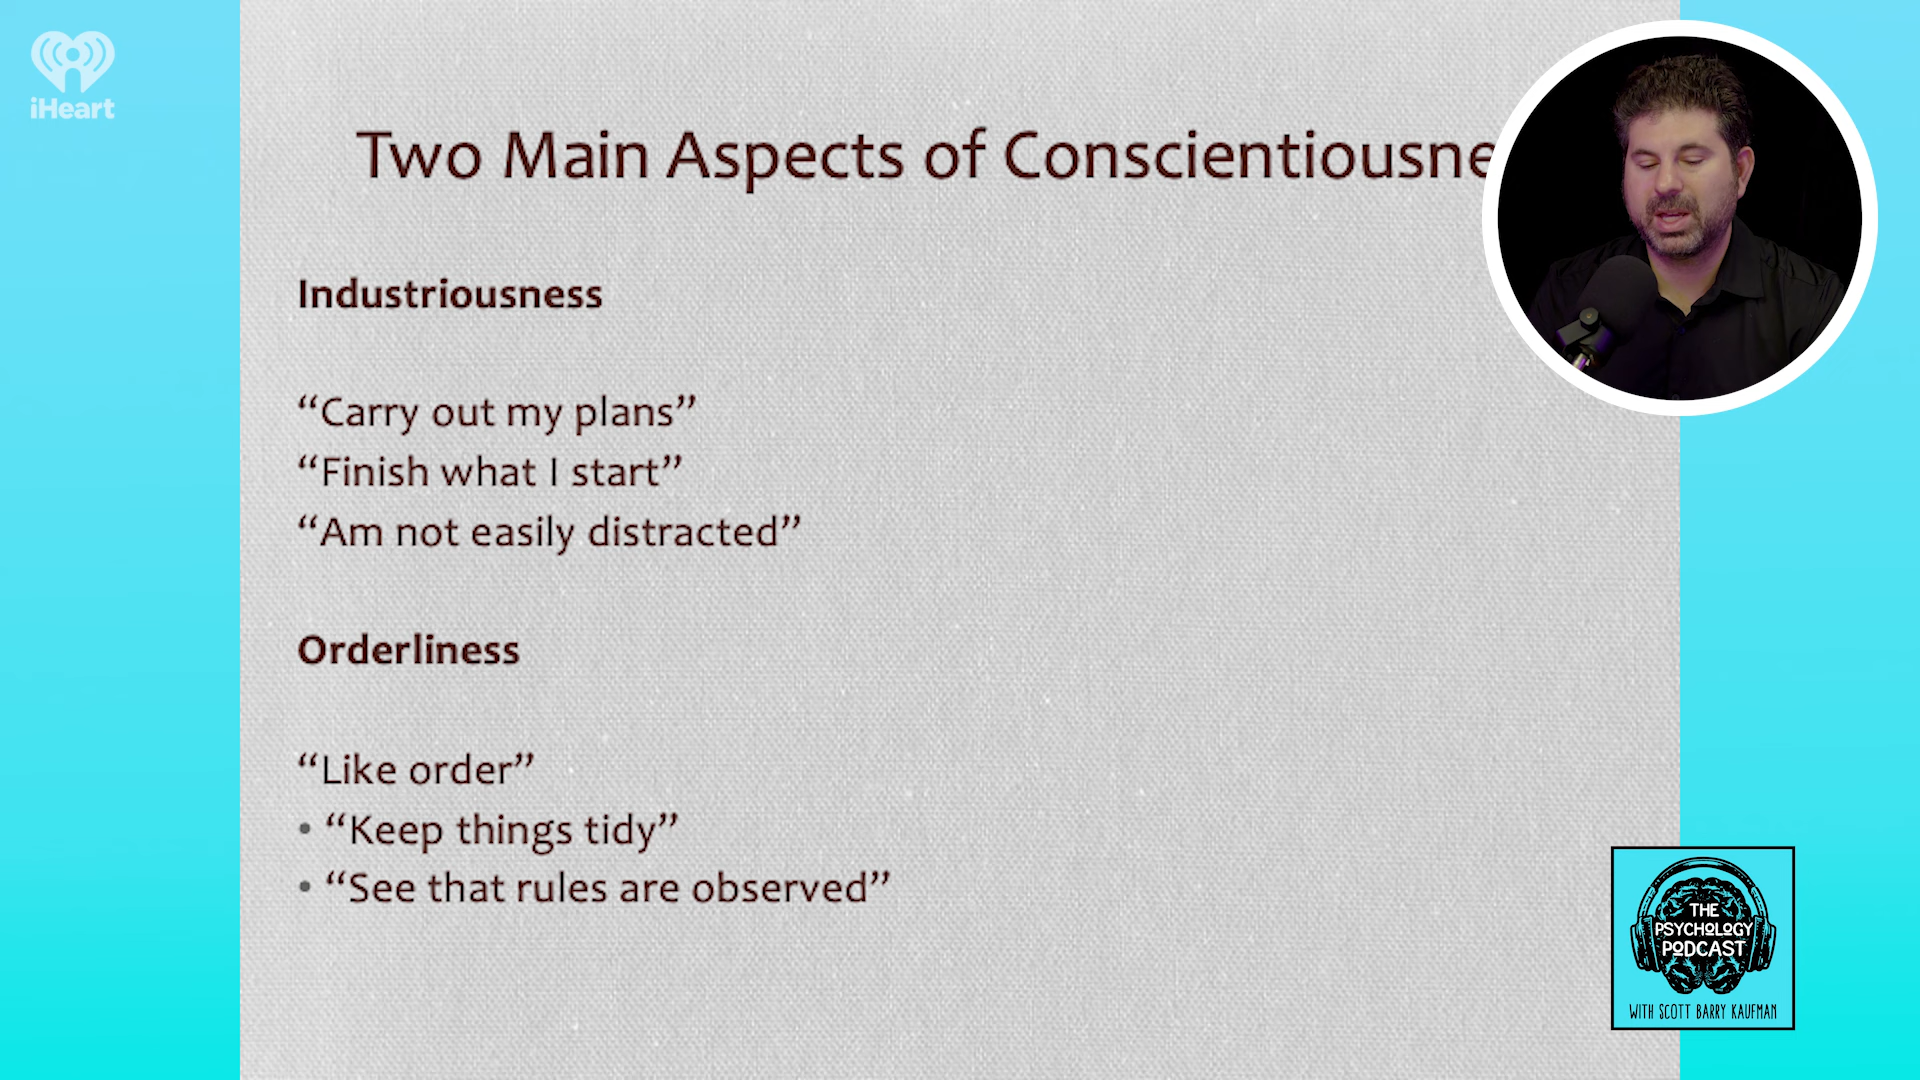 iHeart
Two Main Aspects of Conscientiousne
Industriousness
“Carry out my plans”
“Finish what I start”
“Am not easily distracted”
Orderliness
“Like order”
• “Keep things tidy”
• “See that rules are observed”
THE
PSYCHOLOGY
PODCAST
WITH SCOTT BARRY KAUFMAN